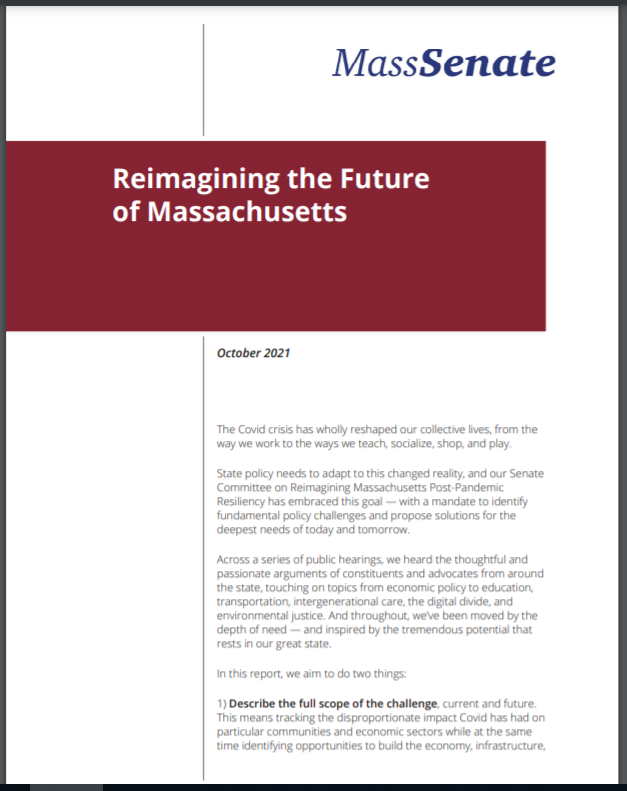 MassSenate
Reimagining the Future
of Massachusetts
October 2021
The Covid crisis has wholly reshaped our collective lives, from the
way we work to the ways we teach, socialize, shop, and play.
State policy needs to adapt to this changed reality, and our Senate
Committee on Reimagining Massachusetts Post-Pandemic
Resiliency has embraced this goal — with a mandate to identify
fundamental policy challenges and propose solutions for the
deepest needs of today and tomorrow.
Across a series of public hearings, we heard the thoughtful and
passionate arguments of constituents and advocates from around
the state, touching on topics from economic policy to education,
transportation, intergenerational care, the digital divide, and
environmental justice. And throughout, we've been moved by the
depth of need — and inspired by the tremendous potential that
rests in our great state.
In this report, we aim to do two things:
1) Describe the full scope of the challenge, current and future.
This means tracking the disproportionate impact Covid has had on
particular communities and economic sectors while at the same
time identifying opportunities to build the economy, infrastructure,